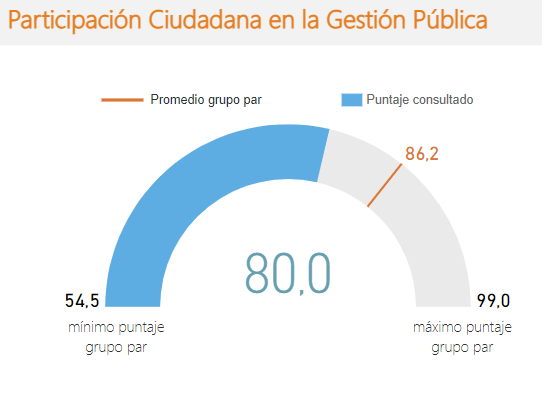 Participación Ciudadana en la Gestión Pública
Promedio grupo par
Puntaje consultado
86,2
80,0
54,5
99,0
mínimo puntaje
grupo par
máximo puntaje
grupo par